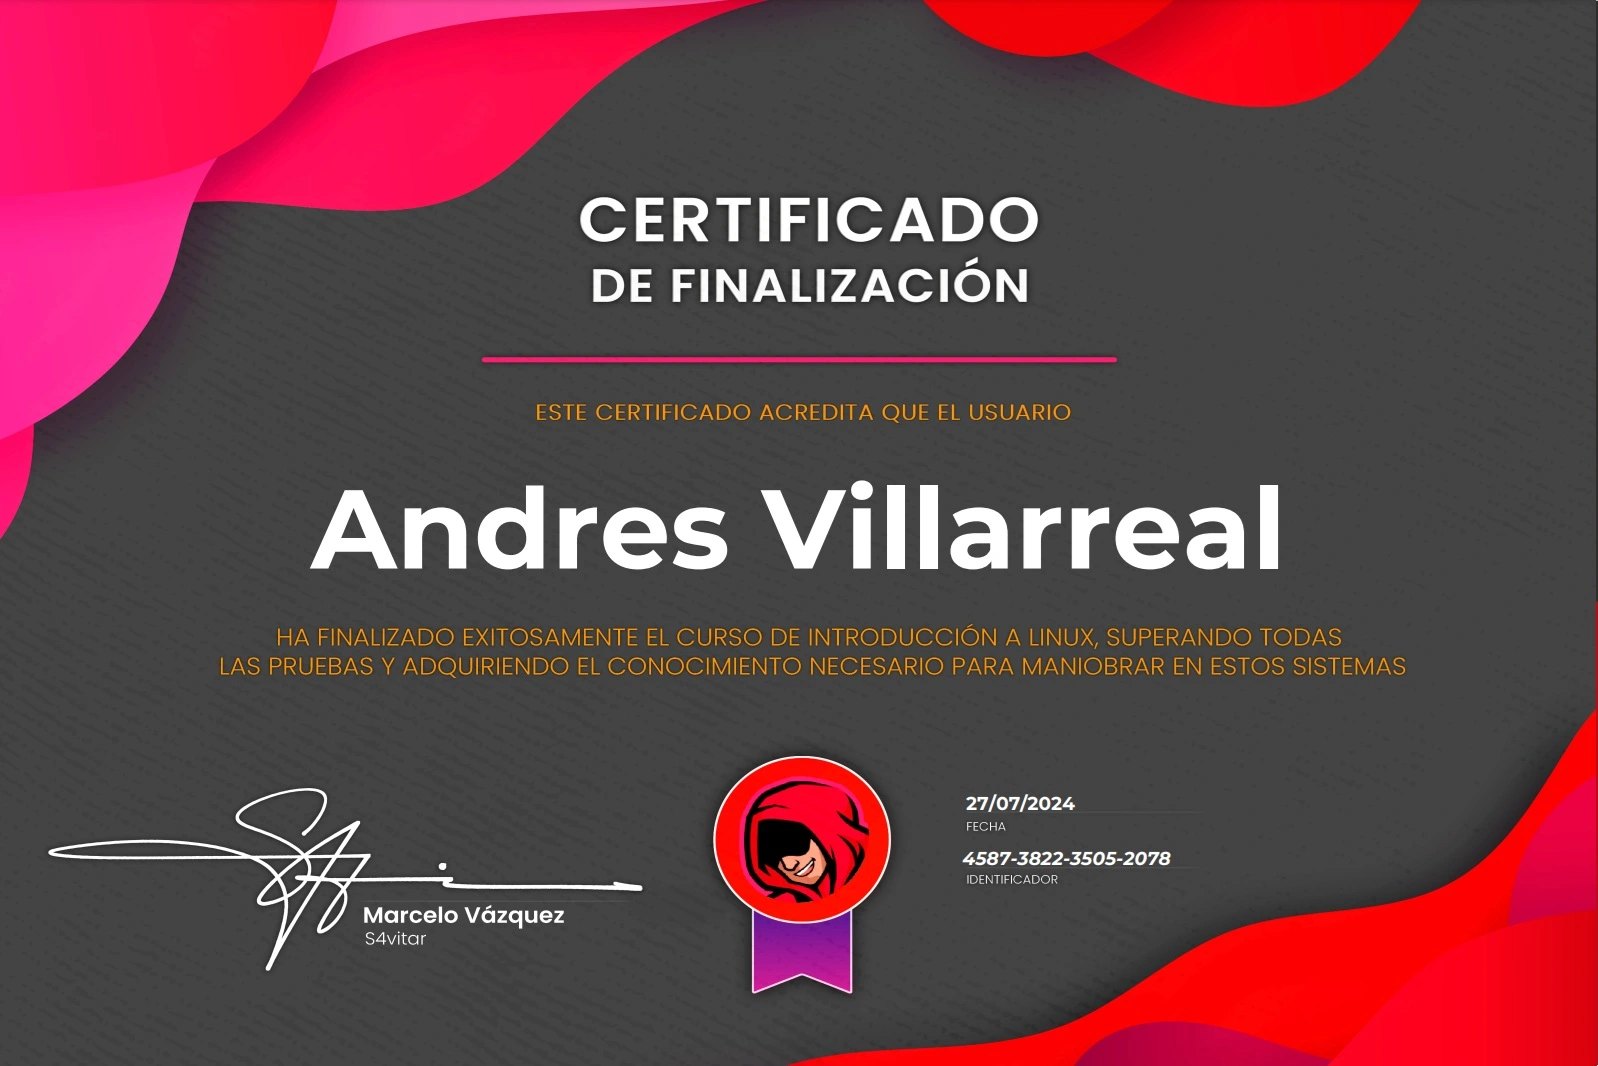 CERTIFICADO
DE FINALIZACIÓN
ESTE CERTIFICADO ACREDITA QUE EL USUARIO
Andres Villarreal
HA FINALIZADO EXITOSAMENTE EL CURSO DE INTRODUCCIÓN A LINUX, SUPERANDO TODAS
LAS PRUEBAS Y ADQUIRIENDO EL CONOCIMIENTO NECESARIO PARA MANIOBRAR EN ESTOS SISTEMAS
Marcelo Vázquez
S4vitar
27/07/2024
FECHA
4587-3822-3505-2078
IDENTIFICADOR